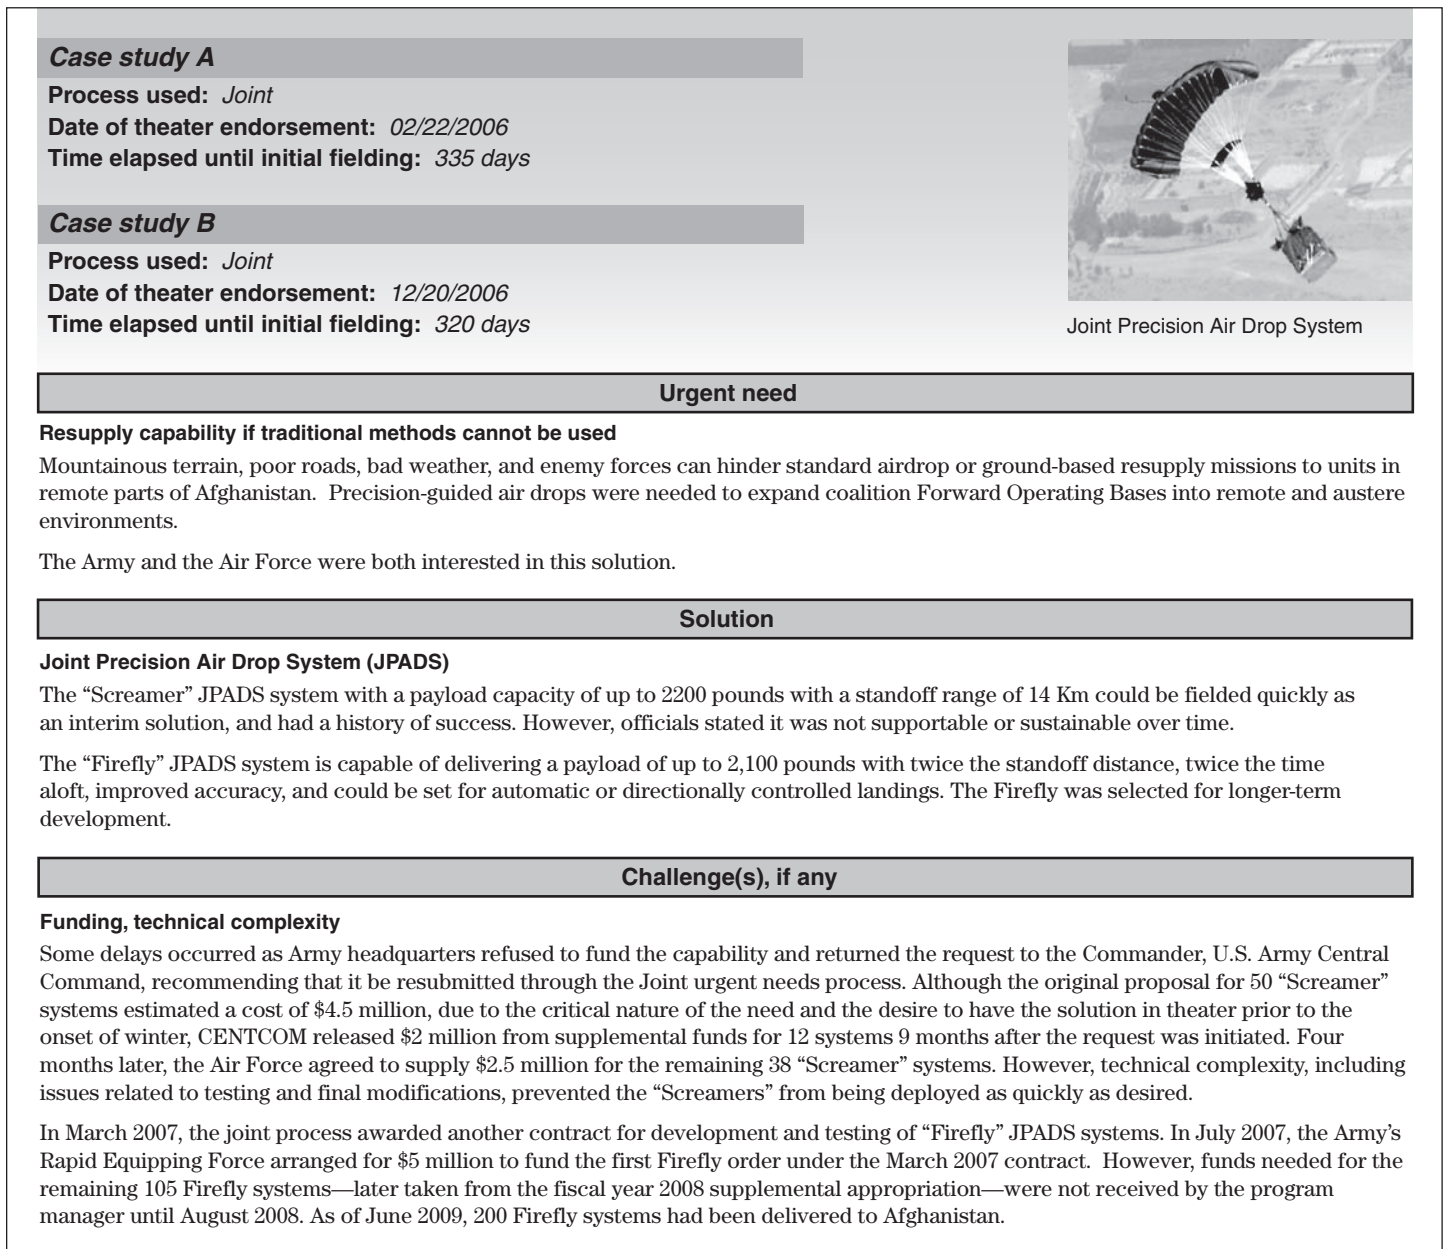 Case study A
Process used: Joint
Date of theater endorsement: 02/22/2006
Time elapsed until initial fielding: 335 days
Case study B
Process used: Joint
Date of theater endorsement: 12/20/2006
Time elapsed until initial fielding: 320 days
Joint Precision Air Drop System
Urgent need
Resupply capability if traditional methods cannot be used
Mountainous terrain, poor roads, bad weather, and enemy forces can hinder standard airdrop or ground-based resupply missions to units in
remote parts of Afghanistan.  Precision-guided air drops were needed to expand coalition Forward Operating Bases into remote and austere
environments.
The Army and the Air Force were both interested in this solution.
Solution
Joint Precision Air Drop System (JPADS)
The “Screamer” JPADS system with a payload capacity of up to 2200 pounds with a standoff range of 14 Km could be fielded quickly as
an interim solution, and had a history of success. However, officials stated it was not supportable or sustainable over time.
The “Firefly” JPADS system is capable of delivering a payload of up to 2,100 pounds with twice the standoff distance, twice the time
aloft, improved accuracy, and could be set for automatic or directionally controlled landings. The Firefly was selected for longer-term
development.
Challenge(s), if any
Funding, technical complexity
Some delays occurred as Army headquarters refused to fund the capability and returned the request to the Commander, U.S. Army Central
Command, recommending that it be resubmitted through the Joint urgent needs process. Although the original proposal for 50 “Screamer”
systems estimated a cost of $4.5 million, due to the critical nature of the need and the desire to have the solution in theater prior to the
onset of winter, CENTCOM released $2 million from supplemental funds for 12 systems 9 months after the request was initiated. Four
months later, the Air Force agreed to supply $2.5 million for the remaining 38 “Screamer” systems. However, technical complexity, including
issues related to testing and final modifications, prevented the “Screamers” from being deployed as quickly as desired.
In March 2007, the joint process awarded another contract for development and testing of “Firefly” JPADS systems. In July 2007, the Army’s
Rapid Equipping Force arranged for $5 million to fund the first Firefly order under the March 2007 contract.  However, funds needed for the
remaining 105 Firefly systems—later taken from the fiscal year 2008 supplemental appropriation—were not received by the program
manager until August 2008. As of June 2009, 200 Firefly systems had been delivered to Afghanistan.